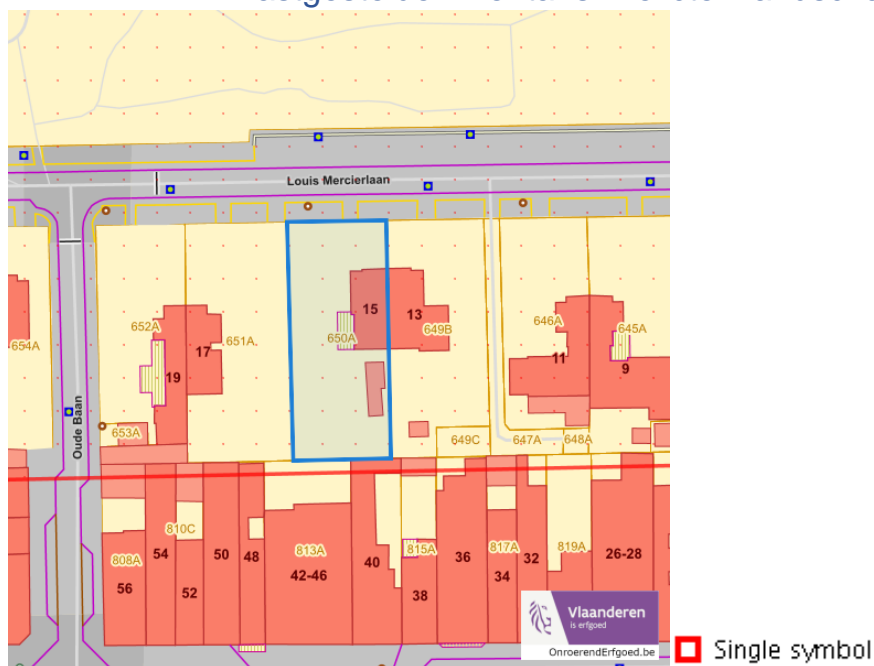 Louis Mercierlaan
Oude Baan
654A
652A
19
17
651A
653A
650A
15
13
649B
649C
646A
11
645A
9
647A
648A
808A
56
54
810C
52
50
48
813A
42-46
40
815A
38
36
817A
34
32
819A
26-28
Vlaanderen
is erfgoed
OnroerendErfgoed.be
Single symbol